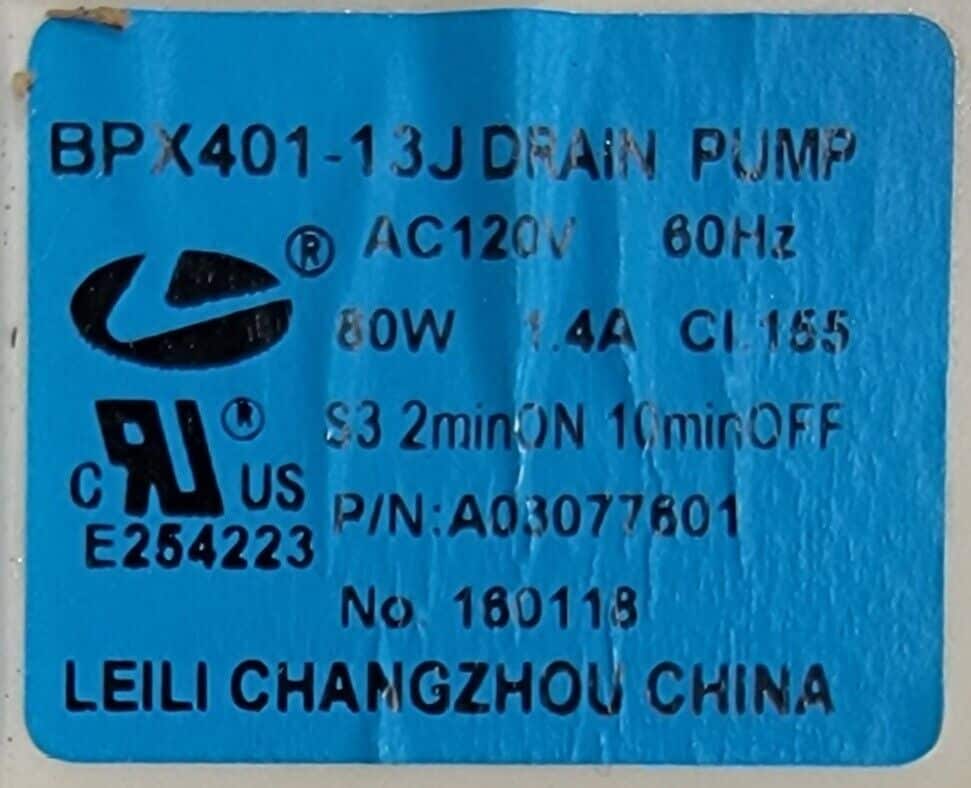 BPX401-13J DRAIN PUMP
AC120V 60Hz
®
80W 1.4A Cl.155
S3 2minON 10minOFF
®
C RU US
P/N:A03077601
E254223
No. 160118
LEILI CHANGZHOU CHINA